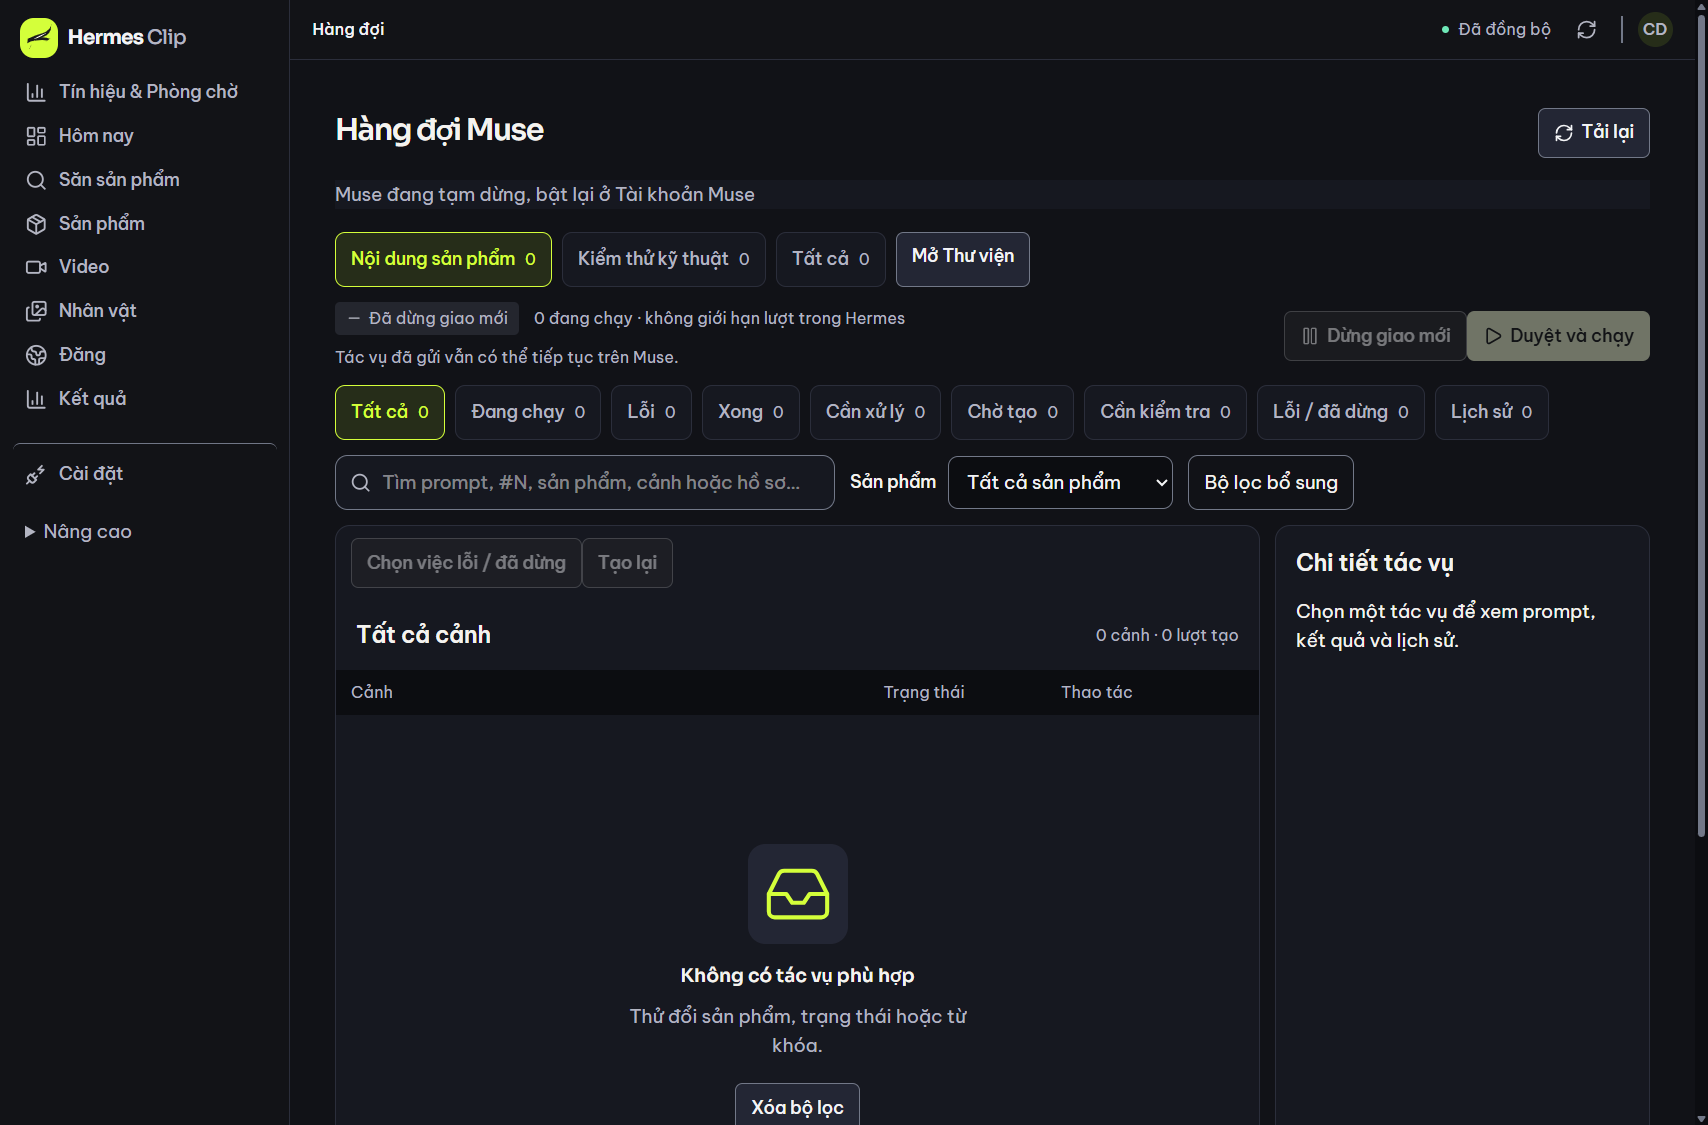 Hermes Clip
Tín hiệu & Phòng chờ
Hôm nay
Săn sản phẩm
Sản phẩm
Video
Nhân vật
Đăng
Kết quả
Cài đặt
Nâng cao
Hàng đợi
Đã đồng bộ
CD
Hàng đợi Muse
Tải lại
Muse đang tạm dừng, bật lại ở Tài khoản Muse
Nội dung sản phẩm 0
Kiểm thử kỹ thuật 0
Tất cả 0
Mở Thư viện
Đã dừng giao mới
0 đang chạy · không giới hạn lượt trong Hermes
Tác vụ đã gửi vẫn có thể tiếp tục trên Muse.
Dừng giao mới
Duyệt và chạy
Tất cả 0
Đang chạy 0
Lỗi 0
Xong 0
Cần xử lý 0
Chờ tạo 0
Cần kiểm tra 0
Lỗi / đã dừng 0
Lịch sử 0
Tìm prompt, #N, sản phẩm, cảnh hoặc hồ sơ...
Sản phẩm
Tất cả sản phẩm
Bộ lọc bổ sung
Chọn việc lỗi / đã dừng
Tạo lại
Tất cả cảnh
0 cảnh · 0 lượt tạo
Cảnh
Trạng thái
Thao tác
Không có tác vụ phù hợp
Thử đổi sản phẩm, trạng thái hoặc từ
khóa.
Xóa bộ lọc
Chi tiết tác vụ
Chọn một tác vụ để xem prompt,
kết quả và lịch sử.